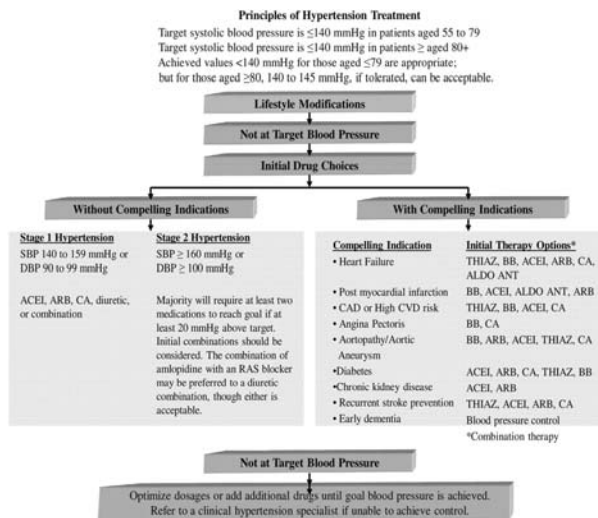 Principles of Hypertension Treatment
Target systolic blood pressure is ≤140 mmHg in patients aged 55 to 79
Target systolic blood pressure is ≤140 mmHg in patients ≥ aged 80+
Achieved values <140 mmHg for those aged ≤79 are appropriate;
but for those aged ≥80, 140 to 145 mmHg, if tolerated, can be acceptable.
Lifestyle Modifications
Not at Target Blood Pressure
Initial Drug Choices
Without Compelling Indications
Stage 1 Hypertension
SBP 140 to 159 mmHg or
DBP 90 to 99 mmHg
ACEI, ARB, CA, diuretic,
or combination
Stage 2 Hypertension
SBP ≥ 160 mmHg or
DBP ≥ 100 mmHg
Majority will require at least two
medications to reach goal if at
least 20 mmHg above target.
Initial combinations should be
considered. The combination of
amlopidine with an RAS blocker
may be preferred to a diuretic
combination, though either is
acceptable.
With Compelling Indications
Compelling Indication Initial Therapy Options*
• Heart Failure THIAZ, BB, ACEI, ARB, CA,
ALDO ANT
• Post myocardial infarction BB, ACEI, ALDO ANT, ARB
• CAD or High CVD risk THIAZ, BB, ACEI, CA
• Angina Pectoris BB, CA
• Aortopathy/Aortic BB, ARB, ACEI, THIAZ, CA
Aneurysm
•Diabetes ACEI, ARB, CA, THIAZ, BB
•Chronic kidney disease ACEI, ARB
• Recurrent stroke prevention THIAZ, ACEI, ARB, CA
• Early dementia Blood pressure control
*Combination therapy
Not at Target Blood Pressure
Optimize dosages or add additional drugs until goal blood pressure is achieved.
Refer to a clinical hypertension specialist if unable to achieve control.